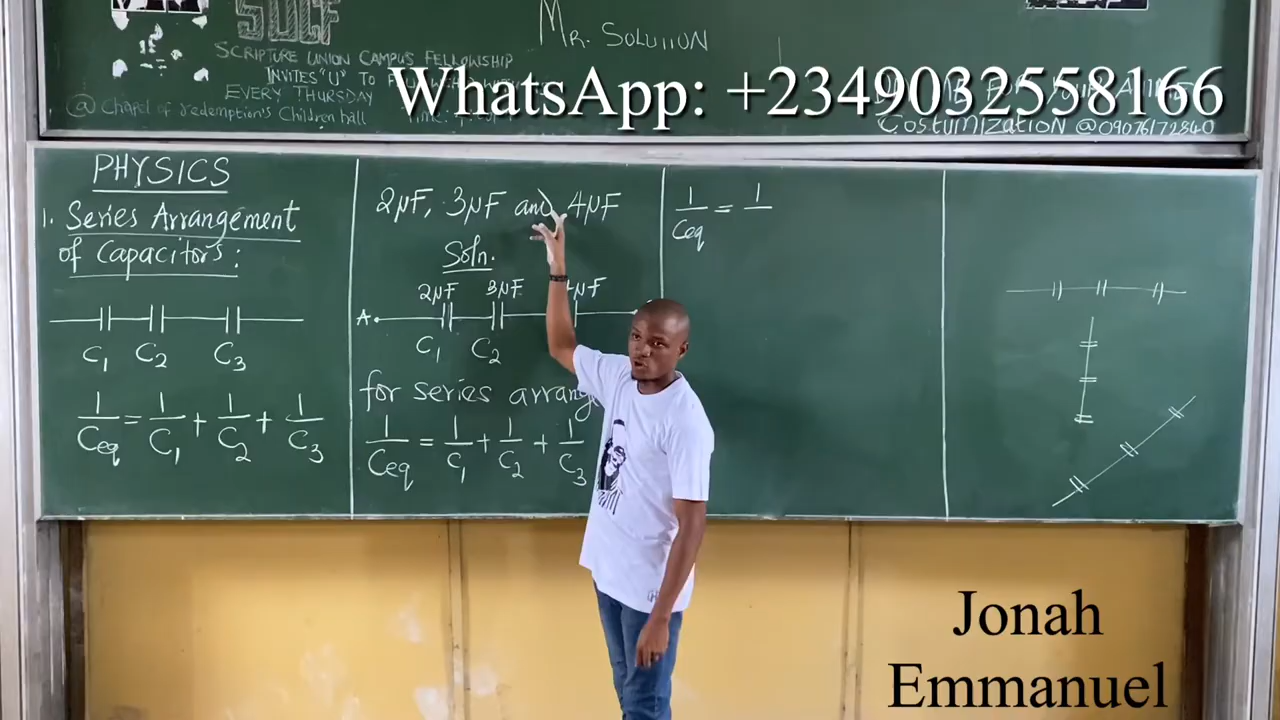 SUCF
MR. SOLUTION
SCRIPTURE UNION CAMPUS FELLOWSHIP
INVITES "U" TO
EVERY THURSDAY
@ Chapel of redemption's Children hall
WhatsApp: +2349032558166
Costumization @09076172840
PHYSICS
1. Series Arrangement
of Capacitors:
C₁ C₂ C₃
1/Ceq = 1/C₁ + 1/C₂ + 1/C₃
2μF, 3μF and 4μF
Soln.
2μF 3μF μF
A
C₁ C₂
for series arrang
1/Ceq = 1/C₁ + 1/C₂ + 1/C₃
1/Ceq = 1/
Jonah
Emmanuel